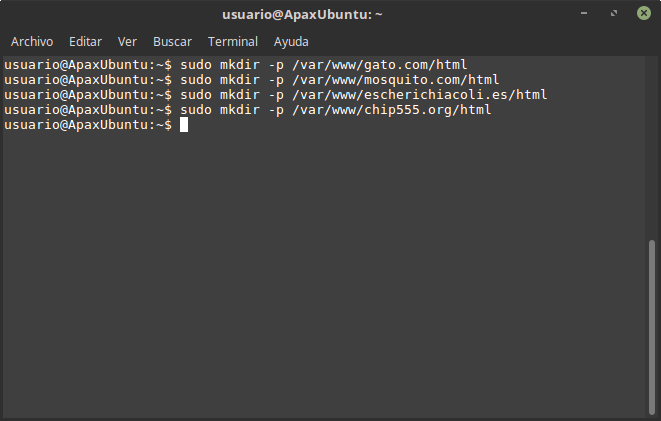 usuario@ApaxUbuntu: ~
Archivo Editar Ver Buscar Terminal Ayuda
usuario@ApaxUbuntu:~$ sudo mkdir -p /var/www/gato.com/html
usuario@ApaxUbuntu:~$ sudo mkdir -p /var/www/mosquito.com/html
usuario@ApaxUbuntu:~$ sudo mkdir -p /var/www/escherichiacoli.es/html
usuario@ApaxUbuntu:~$ sudo mkdir -p /var/www/chip555.org/html
usuario@ApaxUbuntu:~$